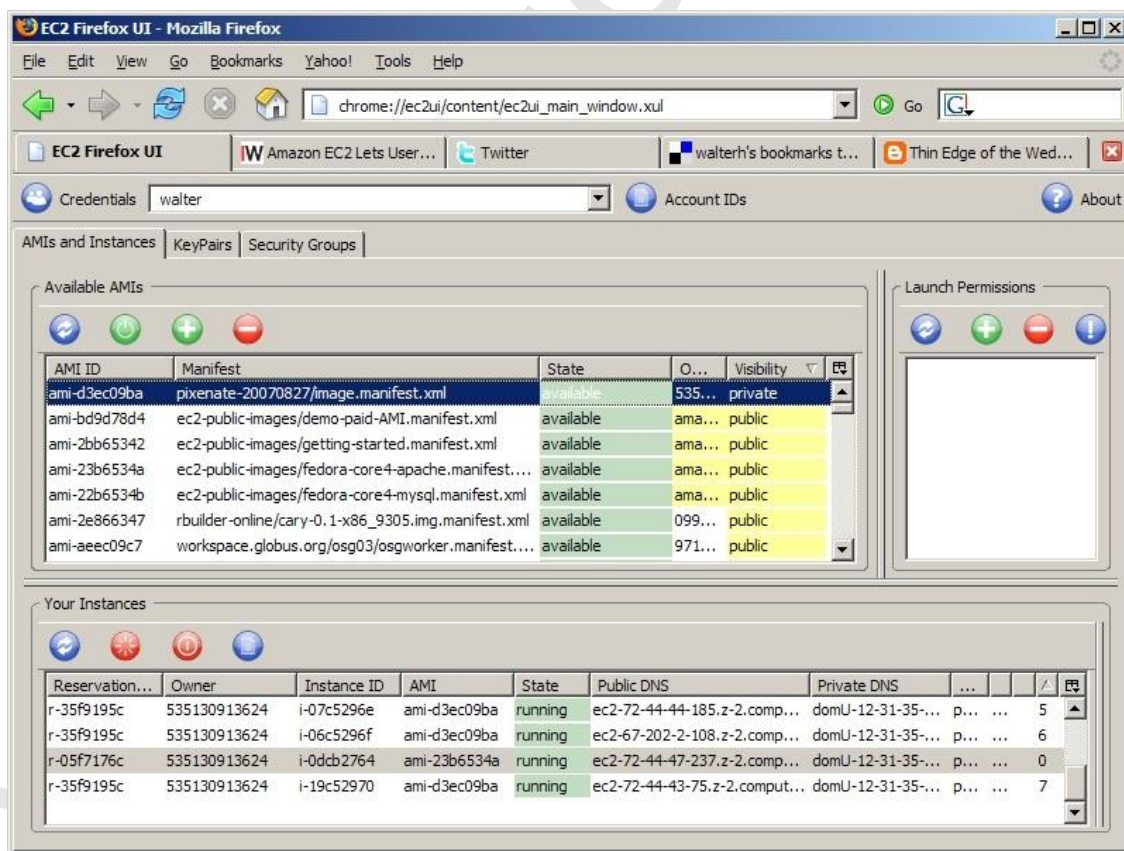 EC2 Firefox UI - Mozilla Firefox
File Edit View Go Bookmarks Yahoo! Tools Help
chrome://ec2ui/content/ec2ui_main_window.xul Go G
EC2 Firefox UI IW Amazon EC2 Lets User... Twitter walterh's bookmarks t... Thin Edge of the Wed...
Credentials walter Account IDs About
AMIs and Instances KeyPairs Security Groups
Available AMIs Launch Permissions
AMI ID Manifest State O... Visibility
ami-d3ec09ba pixenate-20070827/image.manifest.xml available 535... private
ami-bd9d78d4 ec2-public-images/demo-paid-AMI.manifest.xml available ama... public
ami-2bb65342 ec2-public-images/getting-started.manifest.xml available ama... public
ami-23b6534a ec2-public-images/fedora-core4-apache.manifest.... available ama... public
ami-22b6534b ec2-public-images/fedora-core4-mysql.manifest.xml available ama... public
ami-2e866347 rbuilder-online/cary-0.1-x86_9305.img.manifest.xml available 099... public
ami-aeec09c7 workspace.globus.org/osg03/osgworker.manifest.... available 971... public
Your Instances
Reservation... Owner Instance ID AMI State Public DNS Private DNS ...
r-35f9195c 535130913624 i-07c5296e ami-d3ec09ba running ec2-72-44-44-185.z-2.comp... domU-12-31-35-... p... ... 5
r-35f9195c 535130913624 i-06c5296f ami-d3ec09ba running ec2-67-202-2-108.z-2.comp... domU-12-31-35-... p... ... 6
r-05f7176c 535130913624 i-0dcb2764 ami-23b6534a running ec2-72-44-47-237.z-2.comp... domU-12-31-35-... p... ... 0
r-35f9195c 535130913624 i-19c52970 ami-d3ec09ba running ec2-72-44-43-75.z-2.comput... domU-12-31-35-... p... ... 7